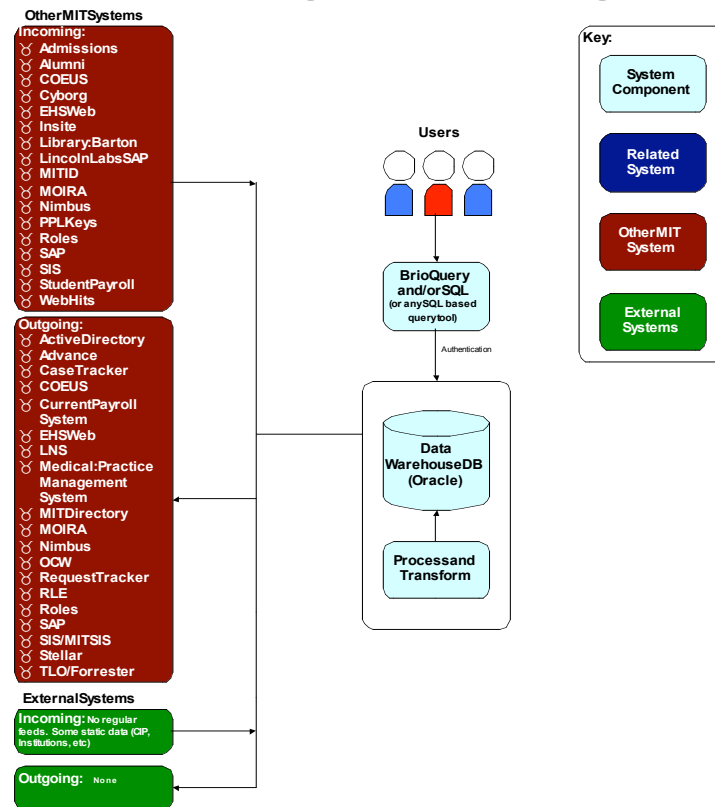 OtherMITSystems
Incoming:
♉ Admissions
♉ Alumni
♉ COEUS
♉ Cyborg
♉ EHSWeb
♉ Insite
♉ Library:Barton
♉ LincolnLabsSAP
♉ MITID
♉ MOIRA
♉ Nimbus
♉ PPLKeys
♉ Roles
♉ SAP
♉ SIS
♉ StudentPayroll
♉ WebHits
Outgoing:
♉ ActiveDirectory
♉ Advance
♉ CaseTracker
♉ COEUS
♉ CurrentPayroll
System
♉ EHSWeb
♉ LNS
♉ Medical:Practice
Management
System
♉ MITDirectory
♉ MOIRA
♉ Nimbus
♉ OCW
♉ RequestTracker
♉ RLE
♉ Roles
♉ SAP
♉ SIS/MITSIS
♉ Stellar
♉ TLO/Forrester
ExternalSystems
Incoming: No regular
feeds. Some static data (CIP,
Institutions, etc)
Outgoing: None
Users
BrioQuery
and/orSQL
(or anySQL based
querytool)
Authentication
Data
WarehouseDB
(Oracle)
Processand
Transform
Key:
System
Component
Related
System
OtherMIT
System
External
Systems